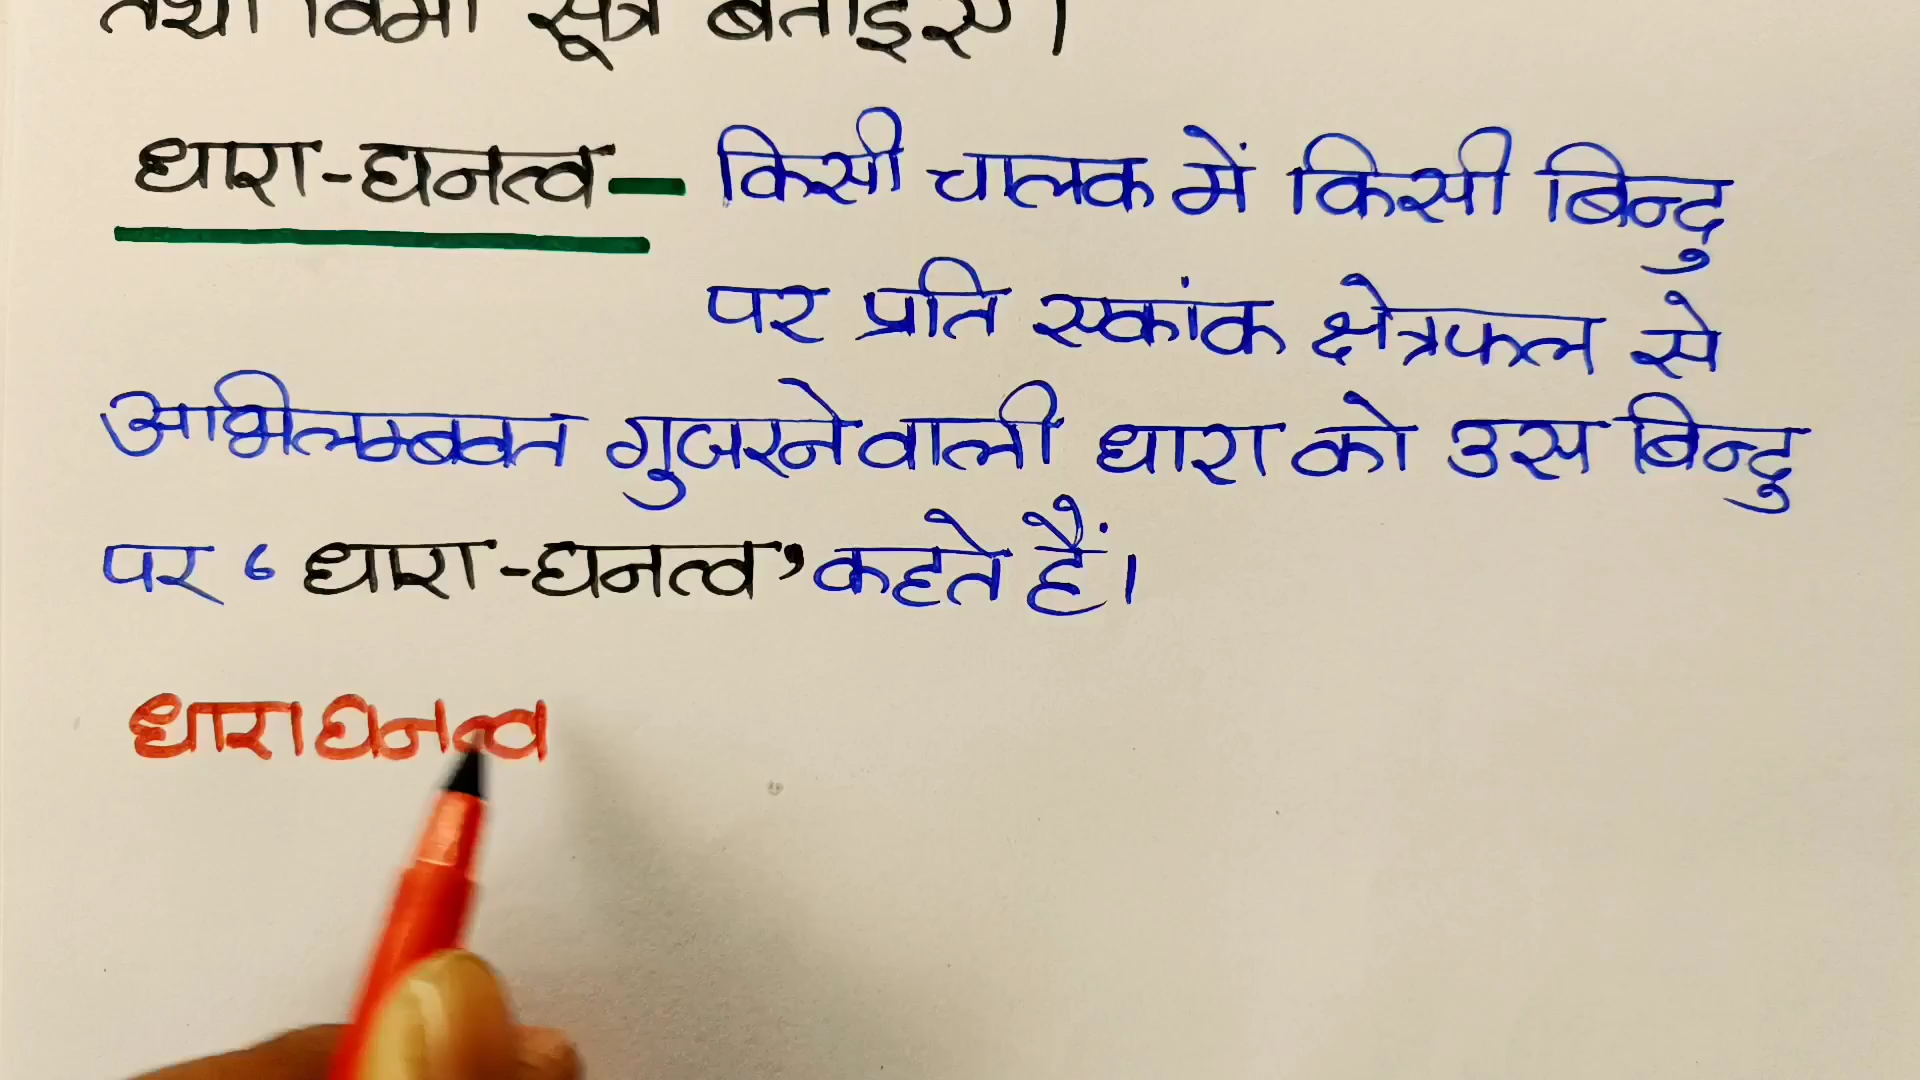 तथा विमा सूत्र बताइए।
धारा-घनत्व— किसी चालक में किसी बिन्दु
पर प्रति एकांक क्षेत्रफल से
अभिलम्बवत गुजरने वाली धारा को उस बिन्दु
पर ‘धारा-घनत्व’ कहते हैं।
धारा घनत्व